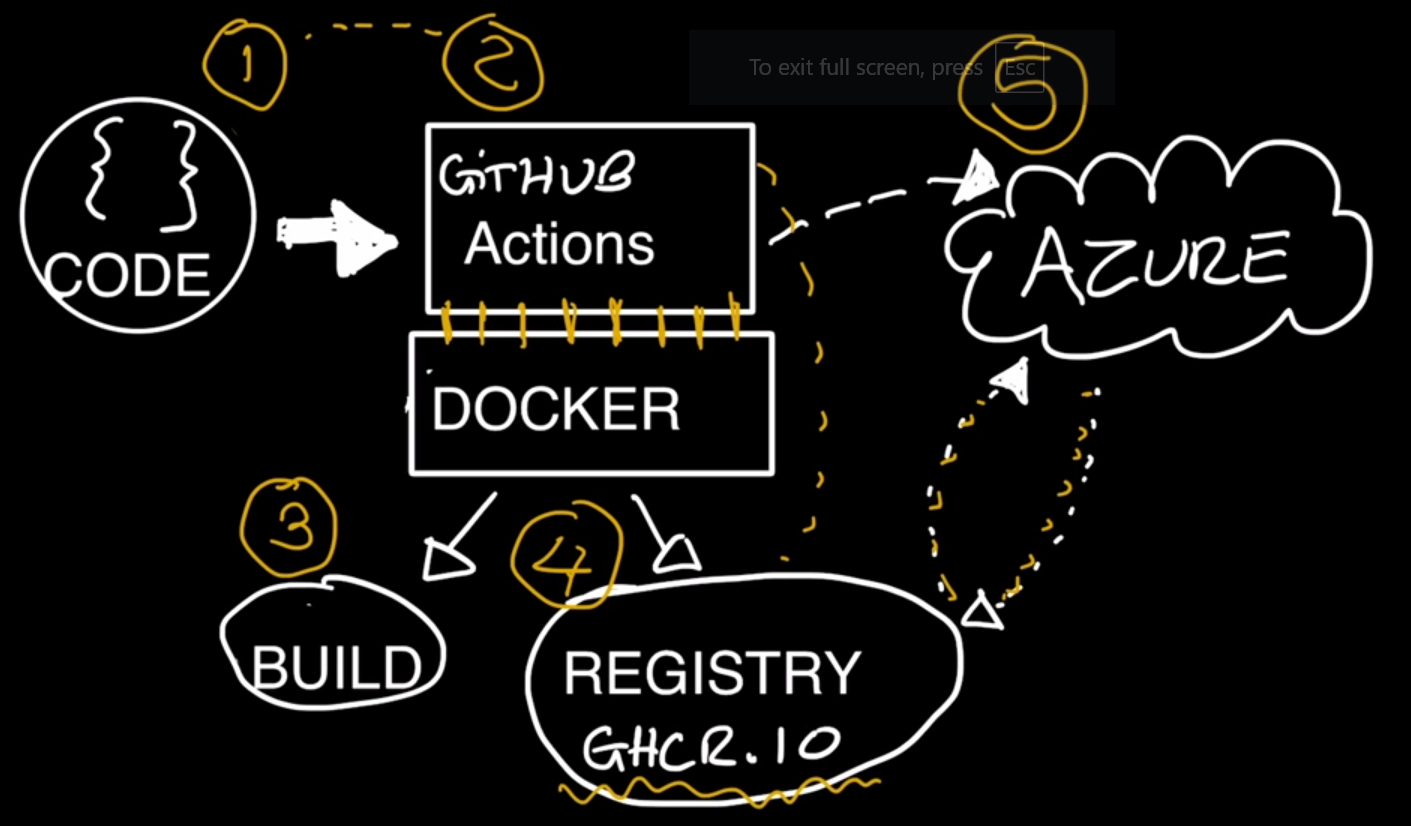 1
2
To exit full screen, press Esc
5
{ }
CODE
GiTHUB
Actions
AZURE
DOCKER
3
4
BUILD
REGISTRY
GHCR.IO